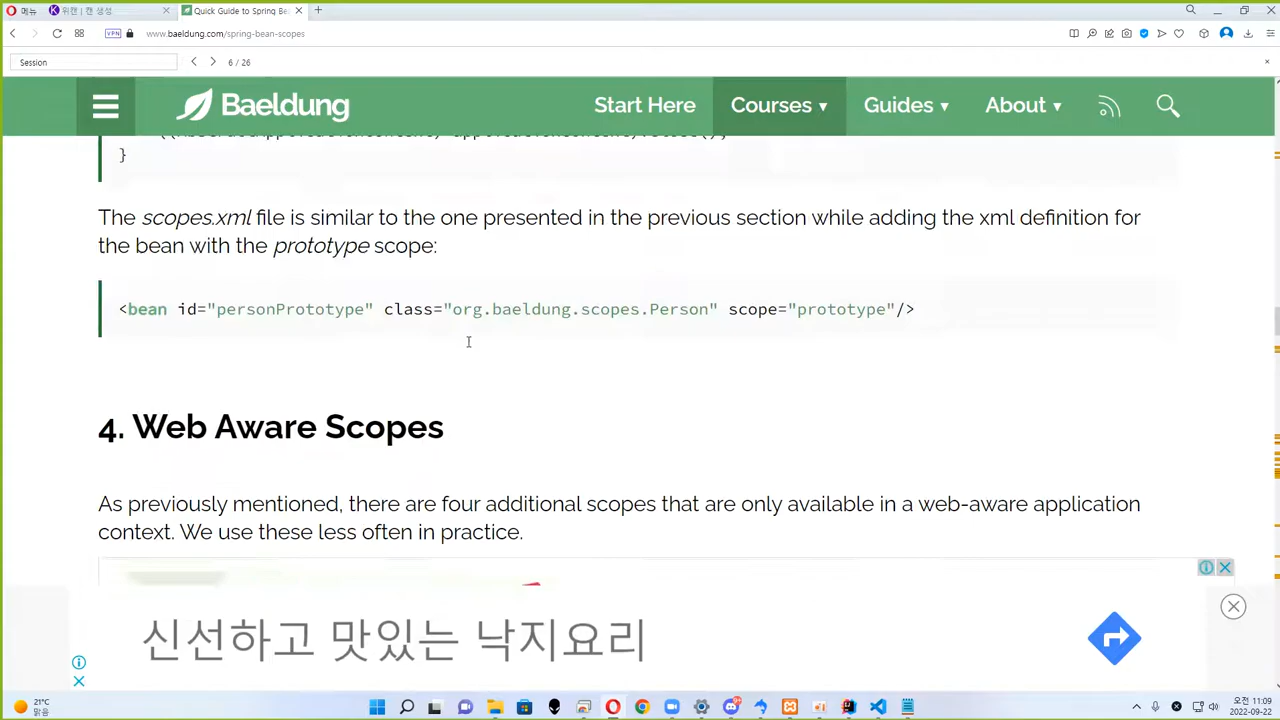 메뉴
위캔 | 캔 생성
Quick Guide to Spring Be
VPN
www.baeldung.com/spring-bean-scopes
Session
6 / 26
Baeldung
Start Here
Courses
Guides
About
}
The scopes.xml file is similar to the one presented in the previous section while adding the xml definition for
the bean with the prototype scope:
<bean id="personPrototype" class="org.baeldung.scopes.Person" scope="prototype"/>
4. Web Aware Scopes
As previously mentioned, there are four additional scopes that are only available in a web-aware application
context. We use these less often in practice.
신선하고 맛있는 낙지요리
21°C
맑음
오전 11:09
2022-09-22